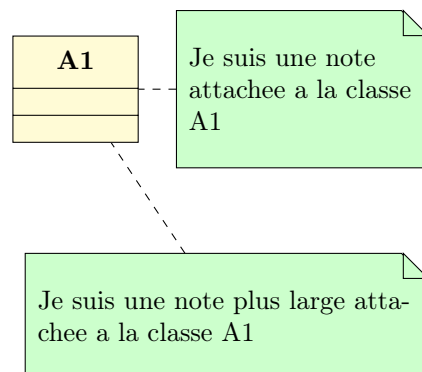 A1
Je suis une note
attachee a la classe
A1
Je suis une note plus large atta-
chee a la classe A1